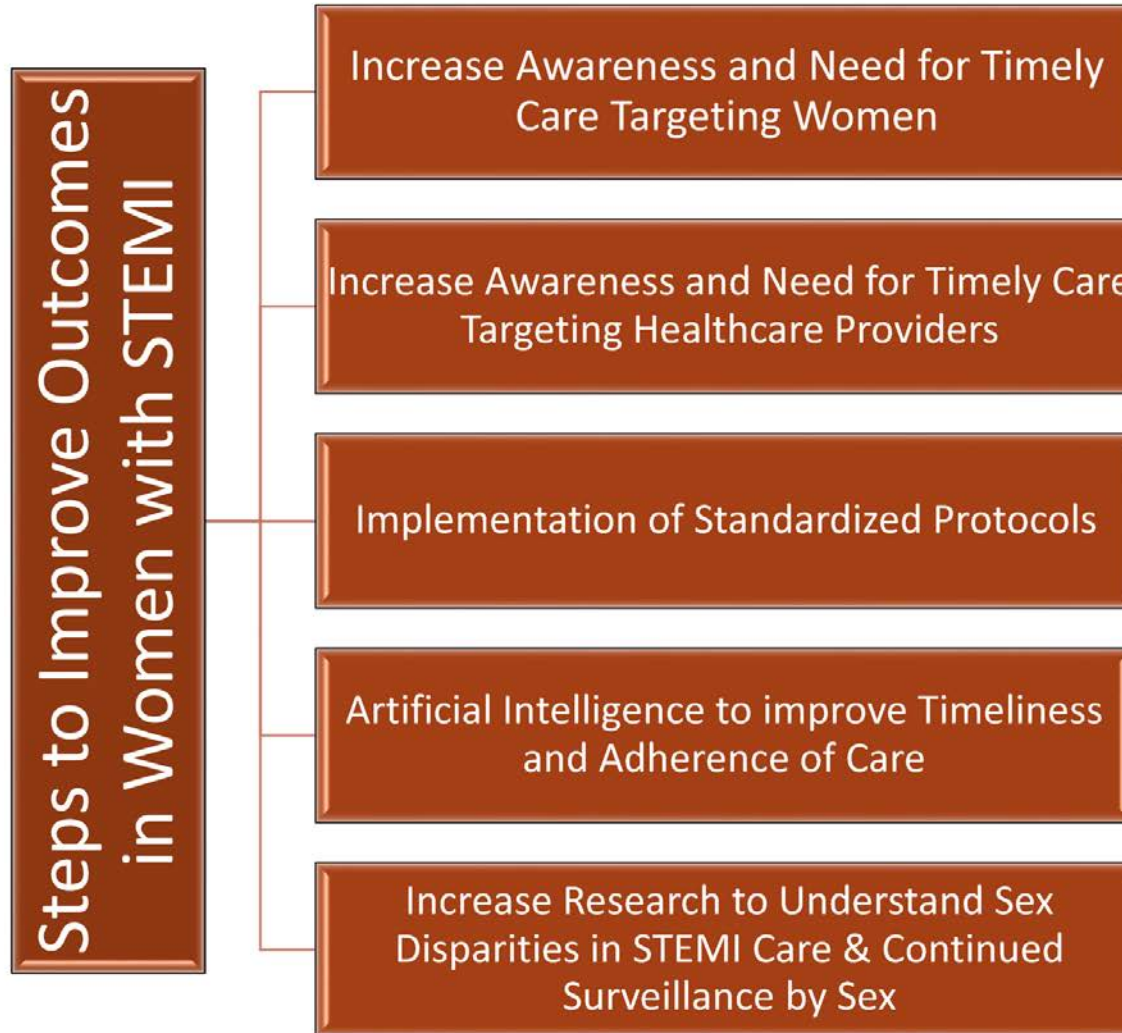 Steps to Improve Outcomes
in Women with STEMI
Increase Awareness and Need for Timely
Care Targeting Women
Increase Awareness and Need for Timely Care
Targeting Healthcare Providers
Implementation of Standardized Protocols
Artificial Intelligence to improve Timeliness
and Adherence of Care
Increase Research to Understand Sex
Disparities in STEMI Care & Continued
Surveillance by Sex